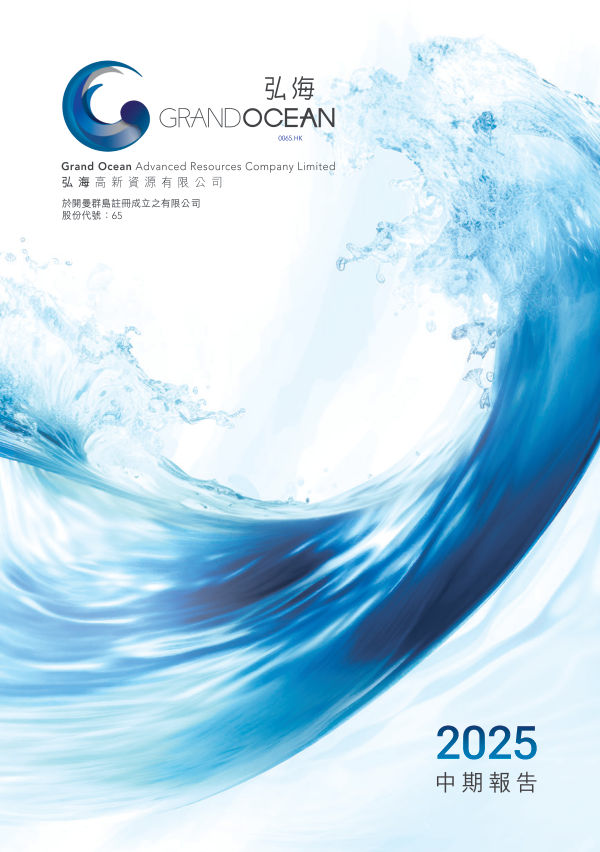 弘海
GRANDOCEAN
0065.HK
Grand Ocean Advanced Resources Company Limited
弘海高新資源有限公司
於開曼群島註冊成立之有限公司
股份代號：65
2025
中期報告